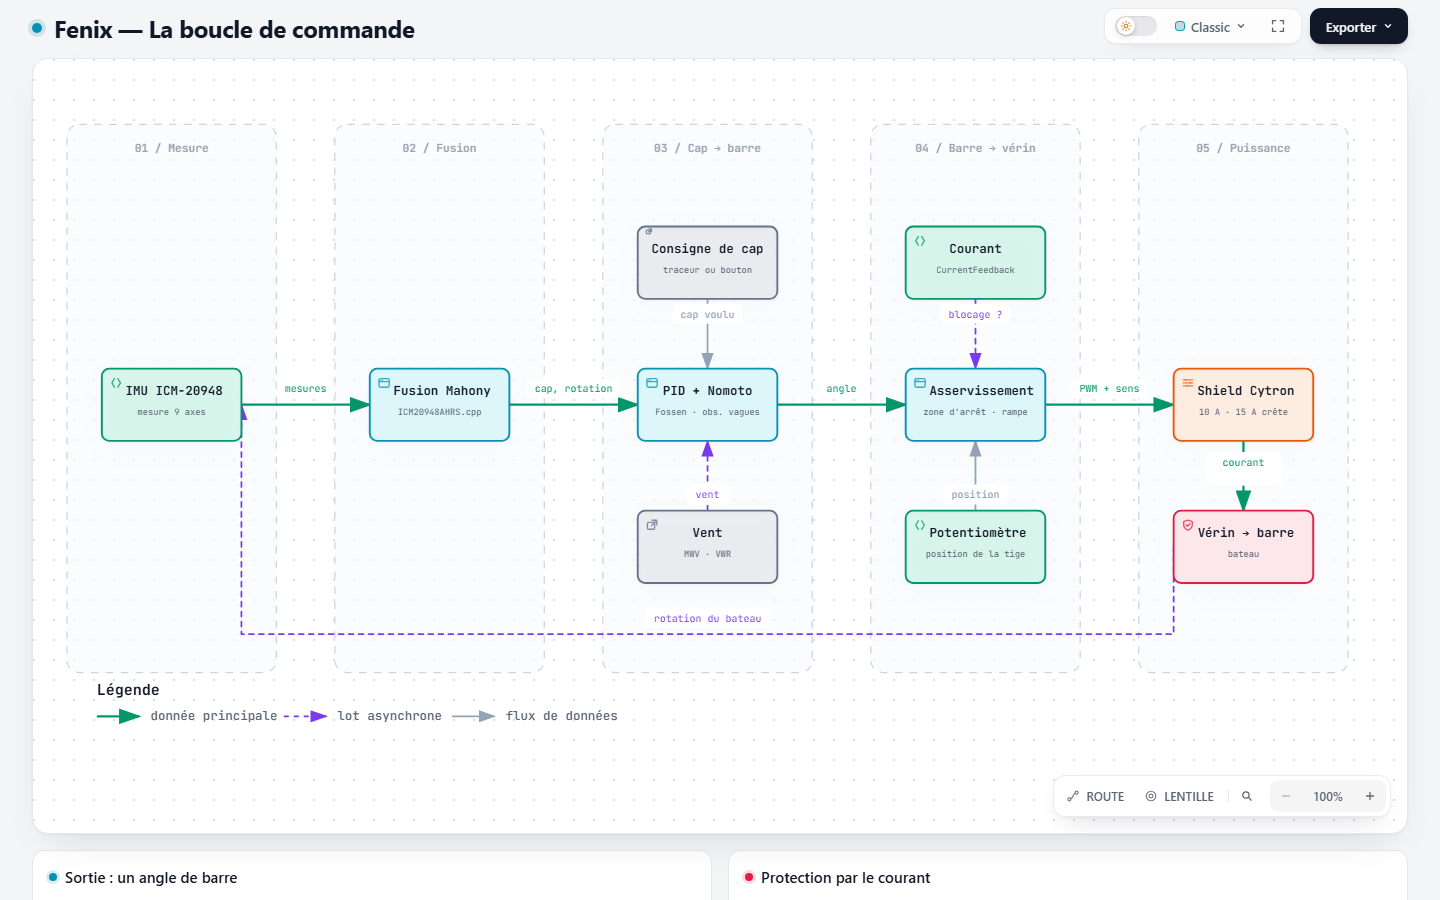 Fenix — La boucle de commande
Classic
Exporter
01 / Mesure
02 / Fusion
03 / Cap → barre
04 / Barre → vérin
05 / Puissance
Consigne de cap
traceur ou bouton
Courant
CurrentFeedback
cap voulu
blocage ?
IMU ICM-20948
mesure 9 axes
mesures
Fusion Mahony
ICM20948AHRS.cpp
cap, rotation
PID + Nomoto
Fossen · obs. vagues
angle
Asservissement
zone d'arrêt · rampe
PWM + sens
Shield Cytron
10 A · 15 A crête
courant
vent
position
Vent
MWV · VWR
Potentiomètre
position de la tige
Vérin → barre
bateau
rotation du bateau
Légende
donnée principale
lot asynchrone
flux de données
ROUTE
LENTILLE
100%
Sortie : un angle de barre
Protection par le courant